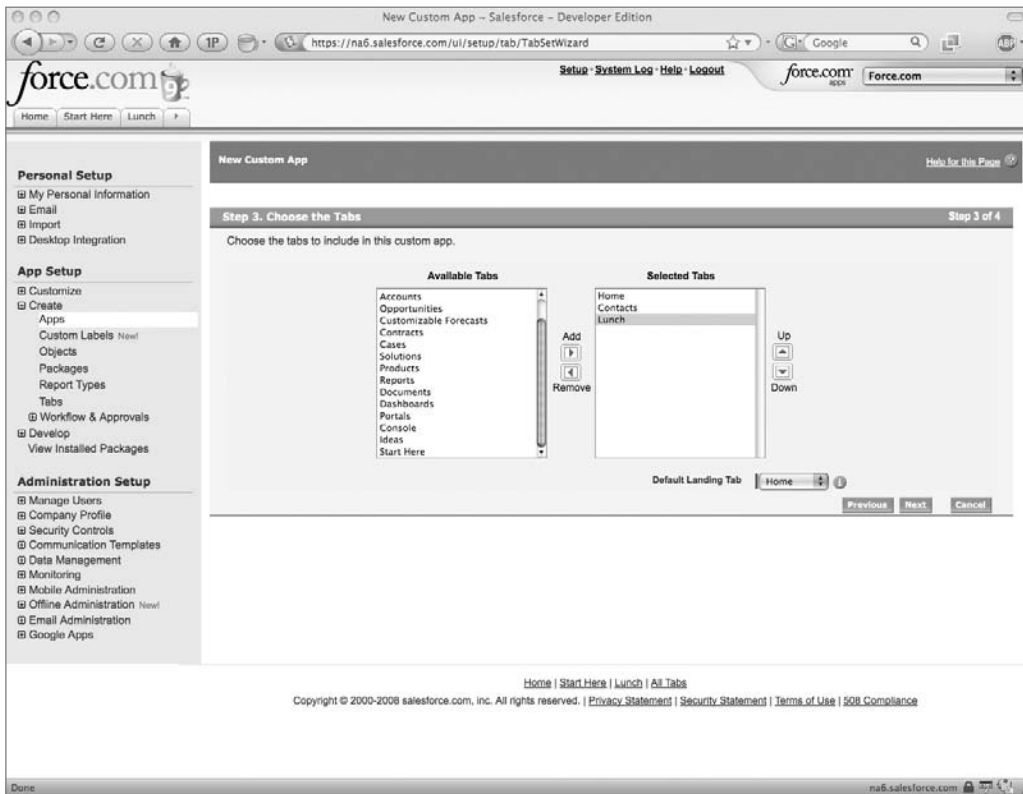 New Custom App – Salesforce – Developer Edition
1P
https://na6.salesforce.com/ui/setup/tab/TabSetWizard
G
Google
ABP
force.com
9
Setup · System Log · Help · Logout
force.com
apps
Force.com
Home
Start Here
Lunch
Personal Setup
My Personal Information
Email
Import
Desktop Integration
App Setup
Customize
Create
Apps
Custom Labels New!
Objects
Packages
Report Types
Tabs
Workflow & Approvals
Develop
View Installed Packages
Administration Setup
Manage Users
Company Profile
Security Controls
Communication Templates
Data Management
Monitoring
Mobile Administration
Offline Administration New!
Email Administration
Google Apps
New Custom App
Help for this Page
Step 3. Choose the Tabs
Step 3 of 4
Choose the tabs to include in this custom app.
Available Tabs
Accounts
Opportunities
Customizable Forecasts
Contracts
Cases
Solutions
Products
Reports
Documents
Dashboards
Portals
Console
Ideas
Start Here
Add
Remove
Selected Tabs
Home
Contacts
Lunch
Up
Down
Default Landing Tab
Home
Previous
Next
Cancel
Home | Start Here | Lunch | All Tabs
Copyright © 2000-2008 salesforce.com, inc. All rights reserved. | Privacy Statement | Security Statement | Terms of Use | 508 Compliance
Done
na6.salesforce.com